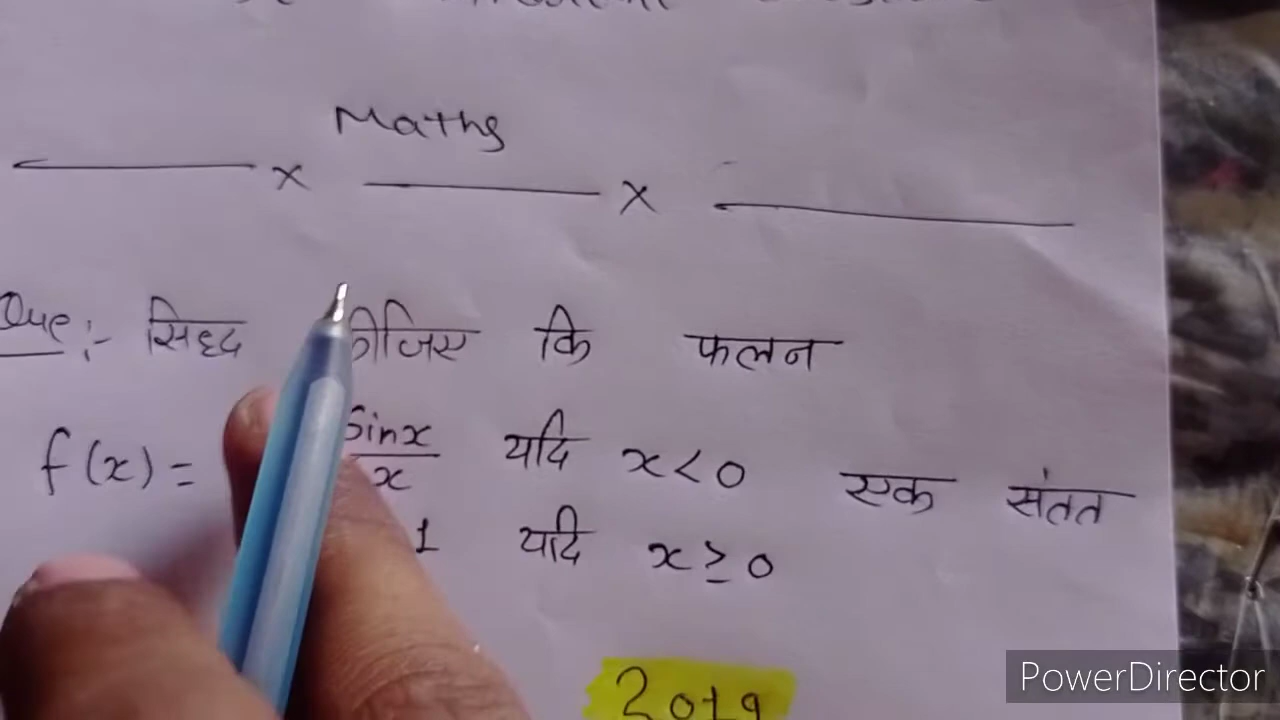 Maths
Que:- सिध्द कीजिए कि फलन
f(x) = sinx/x यदि x<0 एक संतत
1 यदि x ≥ 0
2019
PowerDirector